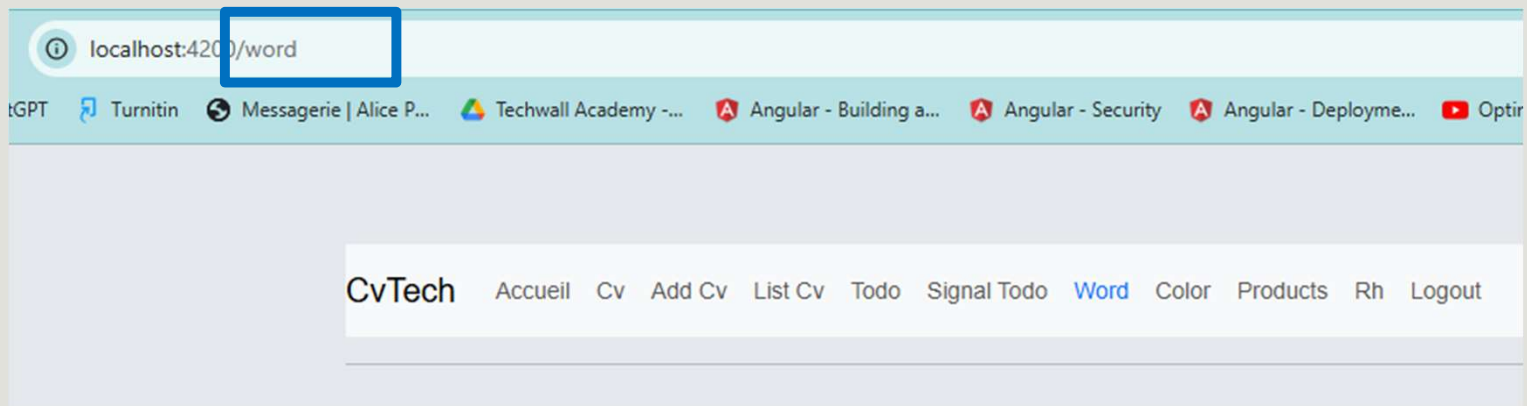 localhost:4200/word
tGPT Turnitin Messagerie | Alice P... Techwall Academy -... Angular - Building a... Angular - Security Angular - Deployme... Optir
CvTech Accueil Cv Add Cv List Cv Todo Signal Todo Word Color Products Rh Logout